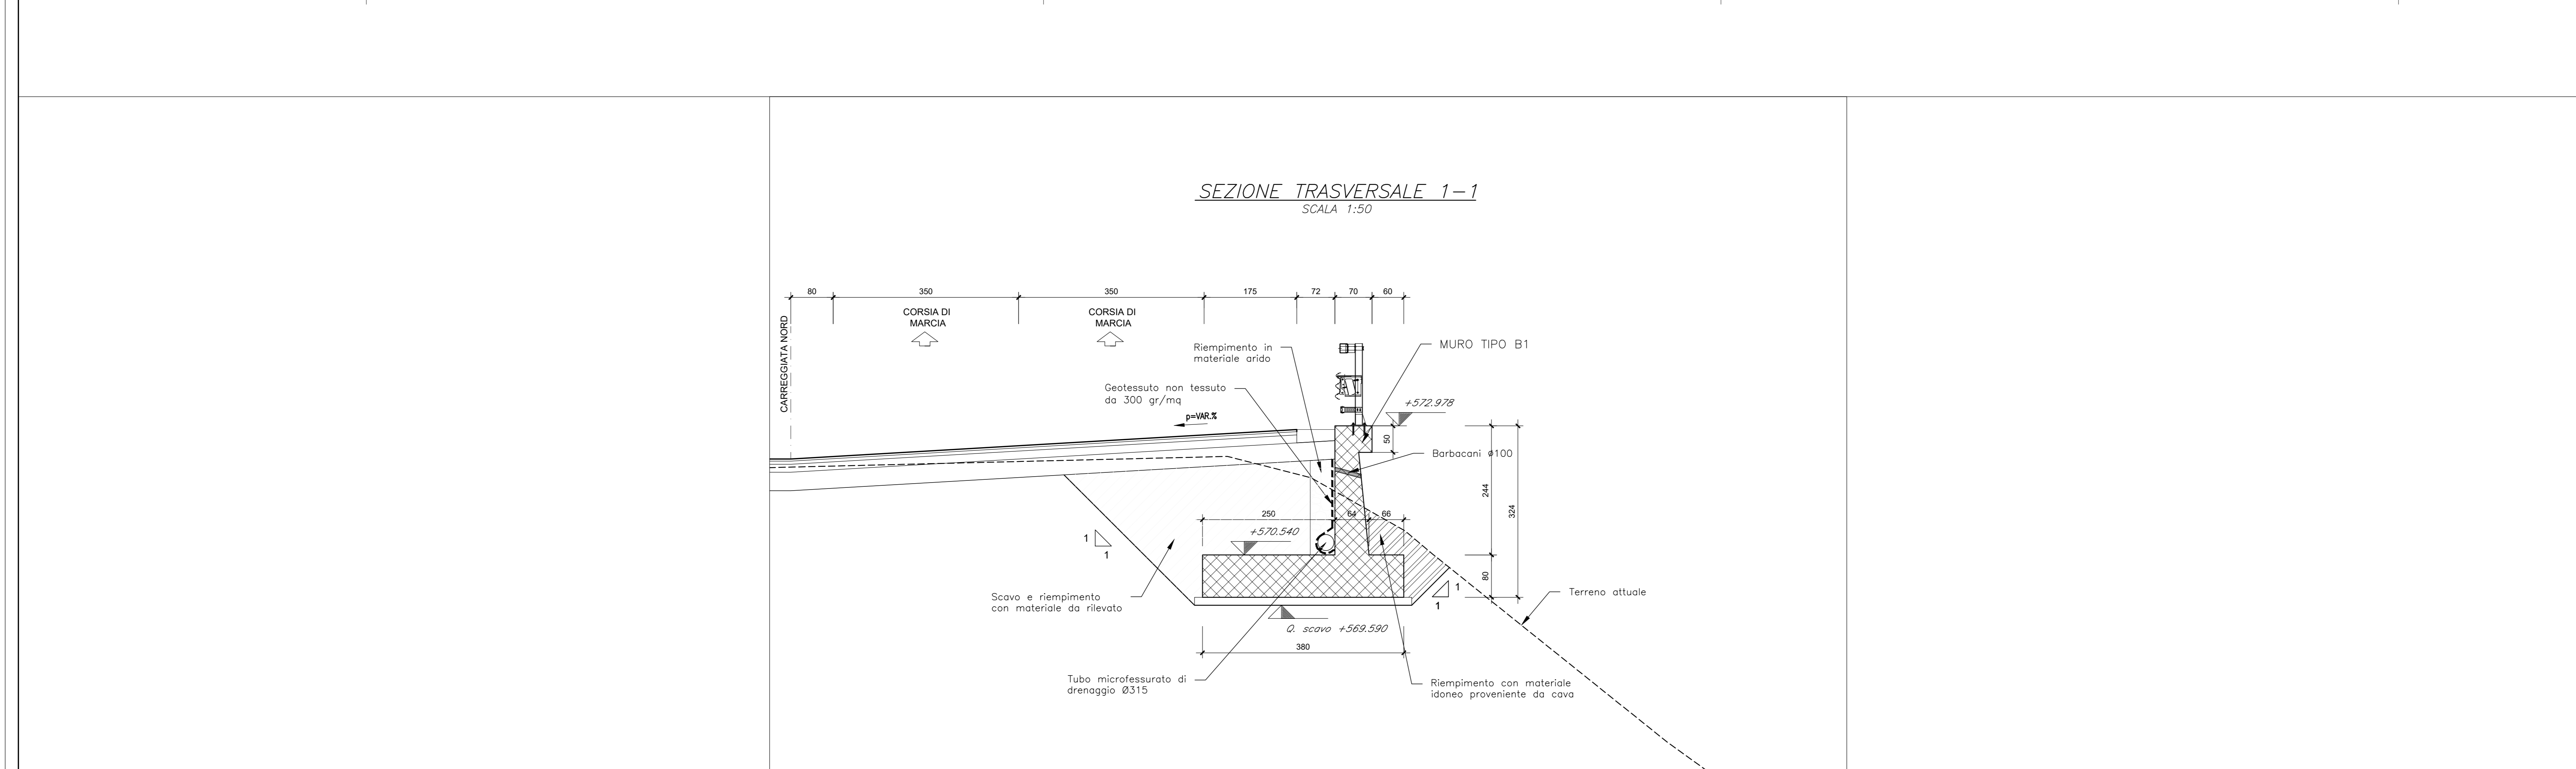 SEZIONE TRASVERSALE 1-1
SCALA 1:50
80
350
350
175
72
70
60
CARREGGIATA NORD
CORSIA DI
MARCIA
CORSIA DI
MARCIA
Riempimento in
materiale arido
MURO TIPO B1
Geotessuto non tessuto
da 300 gr/mq
p=VAR.%
+572.978
50
Barbacani ø100
244
324
250
64
66
+570.540
1
1
80
1
1
Scavo e riempimento
con materiale da rilevato
Terreno attuale
Q. scavo +569.590
380
Tubo microfessurato di
drenaggio Ø315
Riempimento con materiale
idoneo proveniente da cava